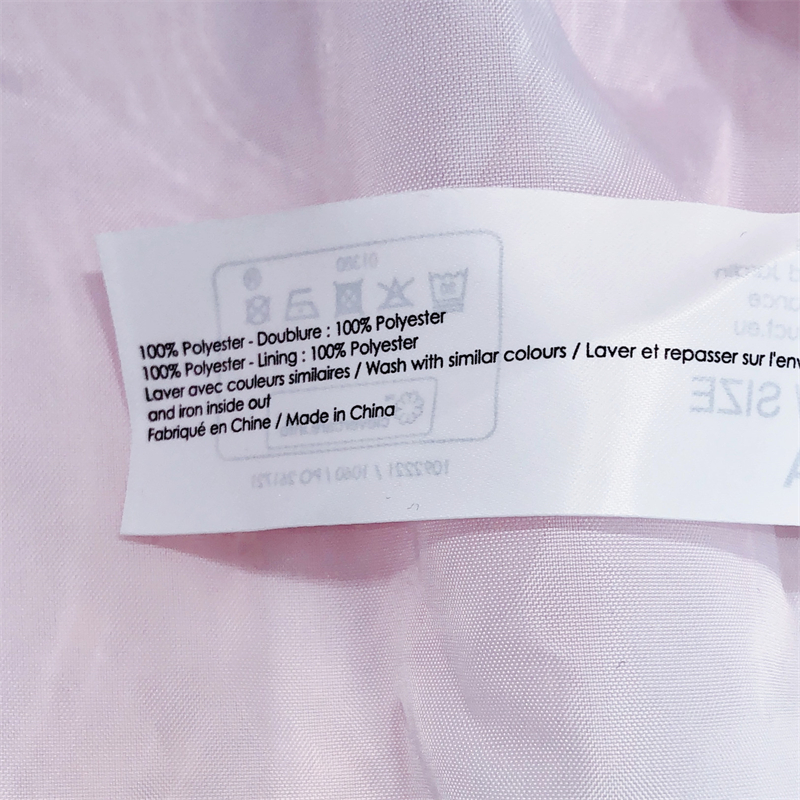 100% Polyester - Doublure : 100% Polyester
100% Polyester - Lining : 100% Polyester
Laver avec couleurs similaires / Wash with similar colours / Laver et repasser sur l'env
and iron inside out
Fabriqué en Chine / Made in China
SIZE